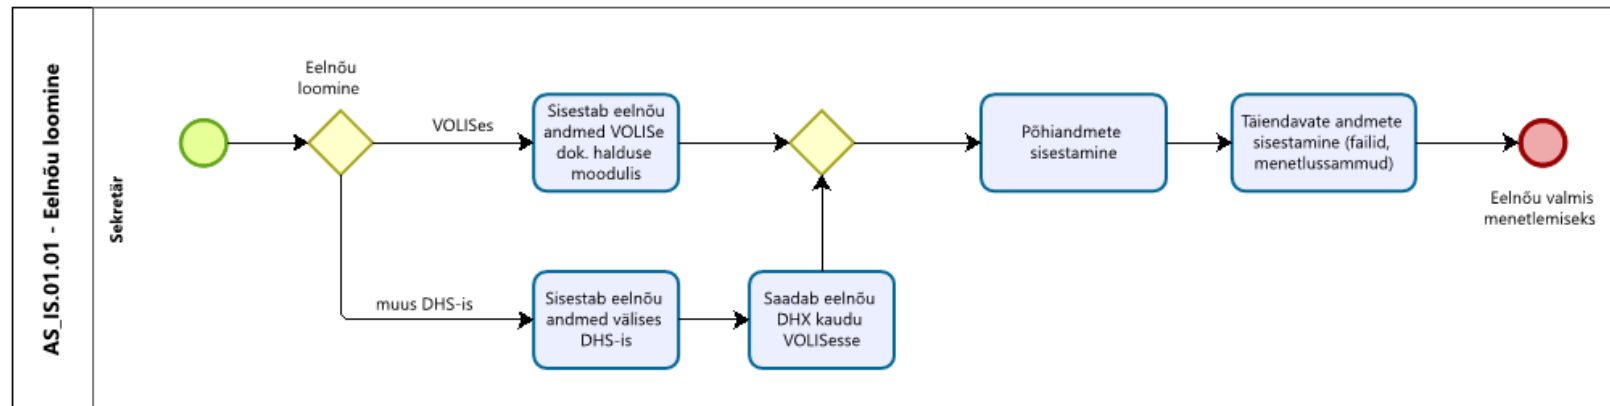 AS_IS.01.01 - Eelnõu loomine
Sekretär
Eelnõu
loomine
VOLISes
Sisestab eelnõu
andmed VOLISe
dok. halduse
moodulis
muus DHS-is
Sisestab eelnõu
andmed välises
DHS-is
Saadab eelnõu
DHX kaudu
VOLISesse
Põhiandmete
sisestamine
Täiendavate andmete
sisestamine (failid,
menetlussammud)
Eelnõu valmis
menetlemiseks